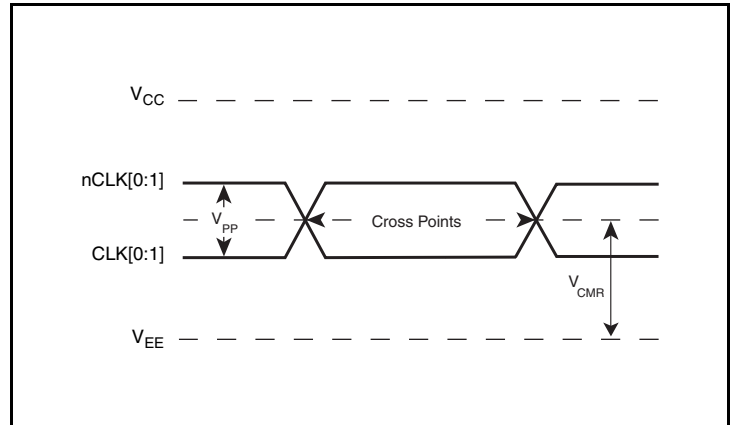 VCC
nCLK[0:1]
VPP
Cross Points
CLK[0:1]
VCMR
VEE